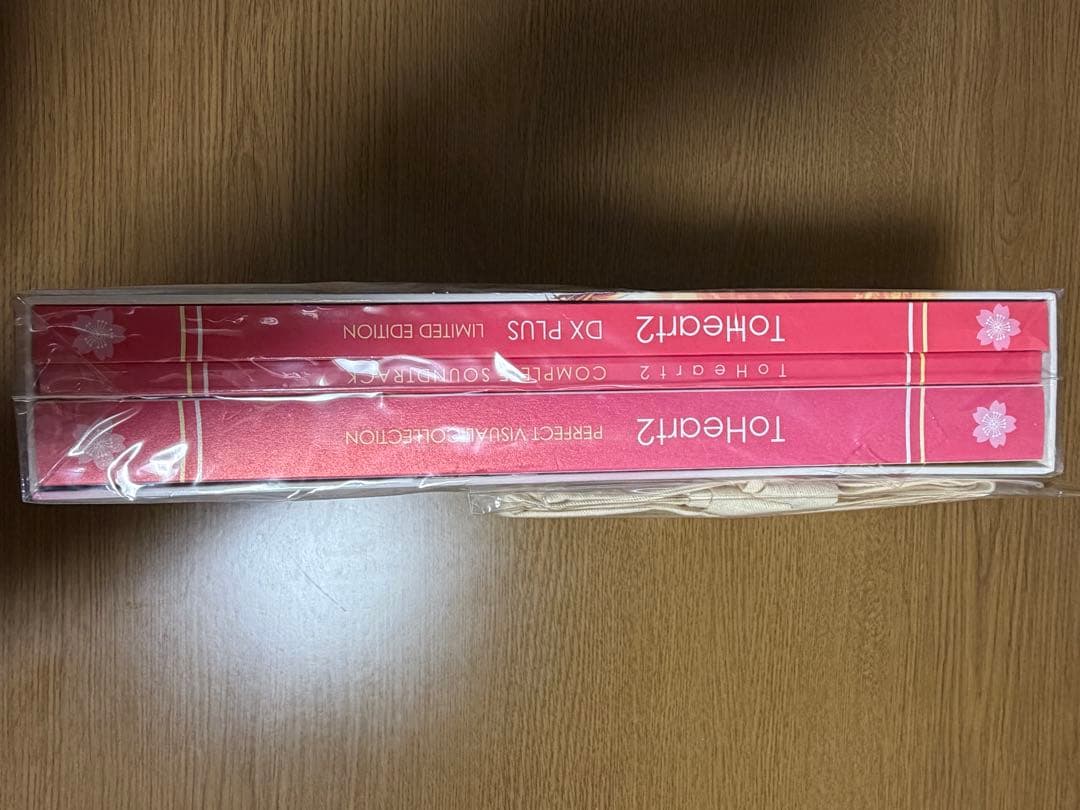 ToHeart2 PERFECT VISUAL COLLECTION
ToHeart2 COMPLETE SOUNDTRACK
ToHeart2 DX PLUS LIMITED EDITION